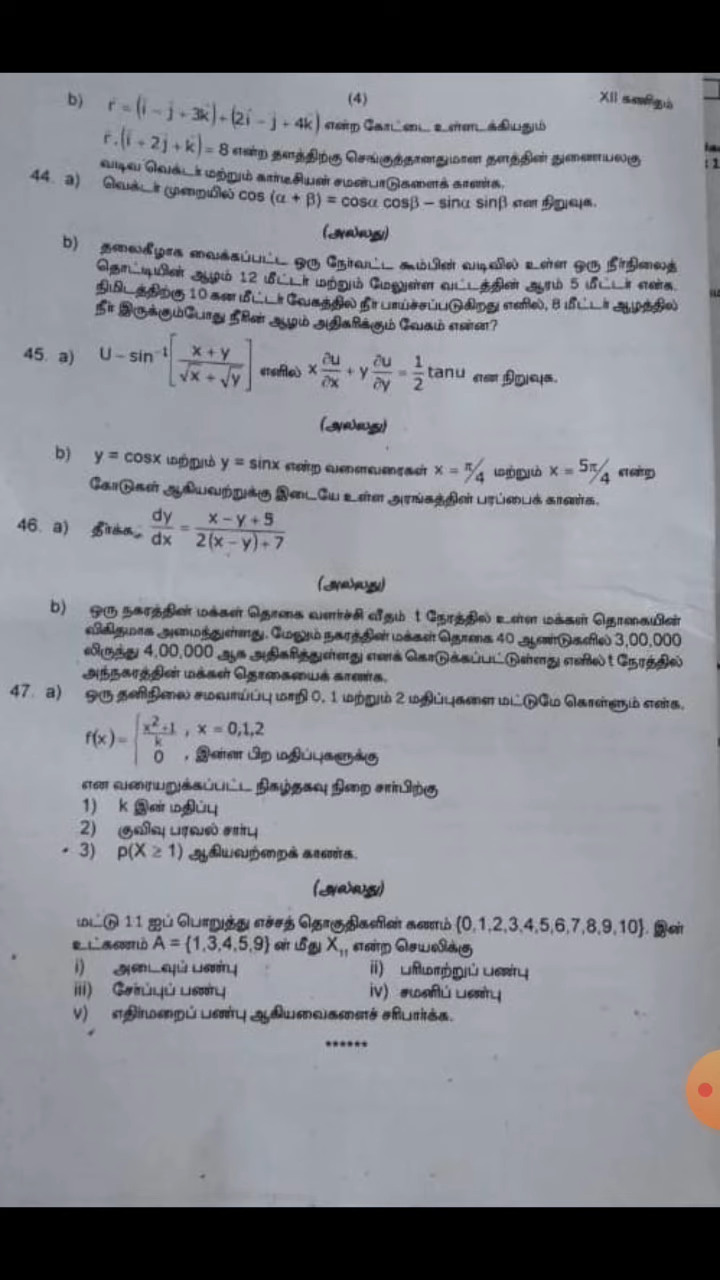 (4)
XII கணிதம்
b) r = (i − j + 3k) + (2i − j + 4k) என்ற கோட்டை உள்ளடக்கியதும்
r.(i + 2j + k) = 8 என்ற தளத்திற்கு செங்குத்தானதுமான தளத்தின் துணையலகு
வடிவ வெக்டர் மற்றும் கார்டீசியன் சமன்பாடுகளைக் காண்க.
44. a) வெக்டர் முறையில் cos (α + β) = cosα cosβ − sinα sinβ என நிறுவுக.
(அல்லது)
b) தலைகீழாக வைக்கப்பட்ட ஒரு நேர்வட்ட கூம்பின் வடிவில் உள்ள ஒரு நீர்நிலைத்
தொட்டியின் ஆழம் 12 மீட்டர் மற்றும் மேலுள்ள வட்டத்தின் ஆரம் 5 மீட்டர் என்க.
நிமிடத்திற்கு 10 கன மீட்டர் வேகத்தில் நீர் பாய்ச்சப்படுகிறது எனில், 8 மீட்டர் ஆழத்தில்
நீர் இருக்கும்போது நீரின் ஆழம் அதிகரிக்கும் வேகம் என்ன?
45. a) U − sin⁻¹[(x + y)/(√x + √y)] எனில் x ∂u/∂x + y ∂u/∂y = 1/2 tanu என நிறுவுக.
(அல்லது)
b) y = cosx மற்றும் y = sinx என்ற வளைவரைகள் x = π/4 மற்றும் x = 5π/4 என்ற
கோடுகள் ஆகியவற்றுக்கு இடையே உள்ள அரங்கத்தின் பரப்பைக் காண்க.
46. a) தீர்க்க, dy/dx = (x − y + 5)/(2(x − y) + 7)
(அல்லது)
b) ஒரு நகரத்தின் மக்கள் தொகை வளர்ச்சி வீதம் t நேரத்தில் உள்ள மக்கள் தொகையின்
விகிதமாக அமைந்துள்ளது. மேலும் நகரத்தின் மக்கள் தொகை 40 ஆண்டுகளில் 3,00,000
லிருந்து 4,00,000 ஆக அதிகரித்துள்ளது எனக் கொடுக்கப்பட்டுள்ளது எனில் t நேரத்தில்
அந்நகரத்தின் மக்கள் தொகையைக் காண்க.
47. a) ஒரு தனிநிலை சமவாய்ப்பு மாறி 0, 1 மற்றும் 2 மதிப்புகளை மட்டுமே கொள்ளும் என்க.
f(x) = { (x² + 1)/k , x = 0,1,2
0 , இன்ன பிற மதிப்புகளுக்கு
என வரையறுக்கப்பட்ட நிகழ்தகவு நிறை சார்பிற்கு
1) k இன் மதிப்பு
2) குவிவு பரவல் சார்பு
3) p(X ≥ 1) ஆகியவற்றைக் காண்க.
(அல்லது)
மட்டு 11 ஐப் பொறுத்து எச்சத் தொகுதிகளின் கணம் {0,1,2,3,4,5,6,7,8,9,10}. இன்
உட்கணம் A = {1,3,4,5,9} ன் மீது X₁₁ என்ற செயலிக்கு
i) அடைவுப் பண்பு ii) பரிமாற்றுப் பண்பு
iii) சேர்ப்புப் பண்பு iv) சமனிப் பண்பு
v) எதிர்மறைப் பண்பு ஆகியவைகளைச் சரிபார்க்க.
******